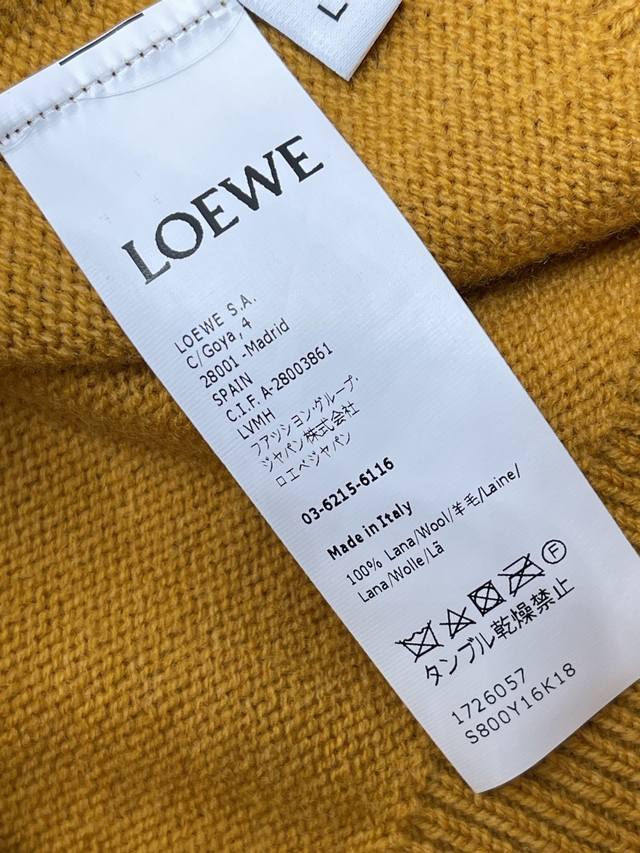 L
LOEWE
LOEWE S.A.
C/Goya, 4
28001 -Madrid
SPAIN
C.I.F. A-28003861
LVMH
ファッション・グループ・
ジャパン株式会社
ロエベジャパン
03-6215-6116
Made in Italy
100% Lana/Wool/羊毛/Laine/
Lana/Wolle/Lã
F
タンブル乾燥禁止
1726057
S800Y16K18